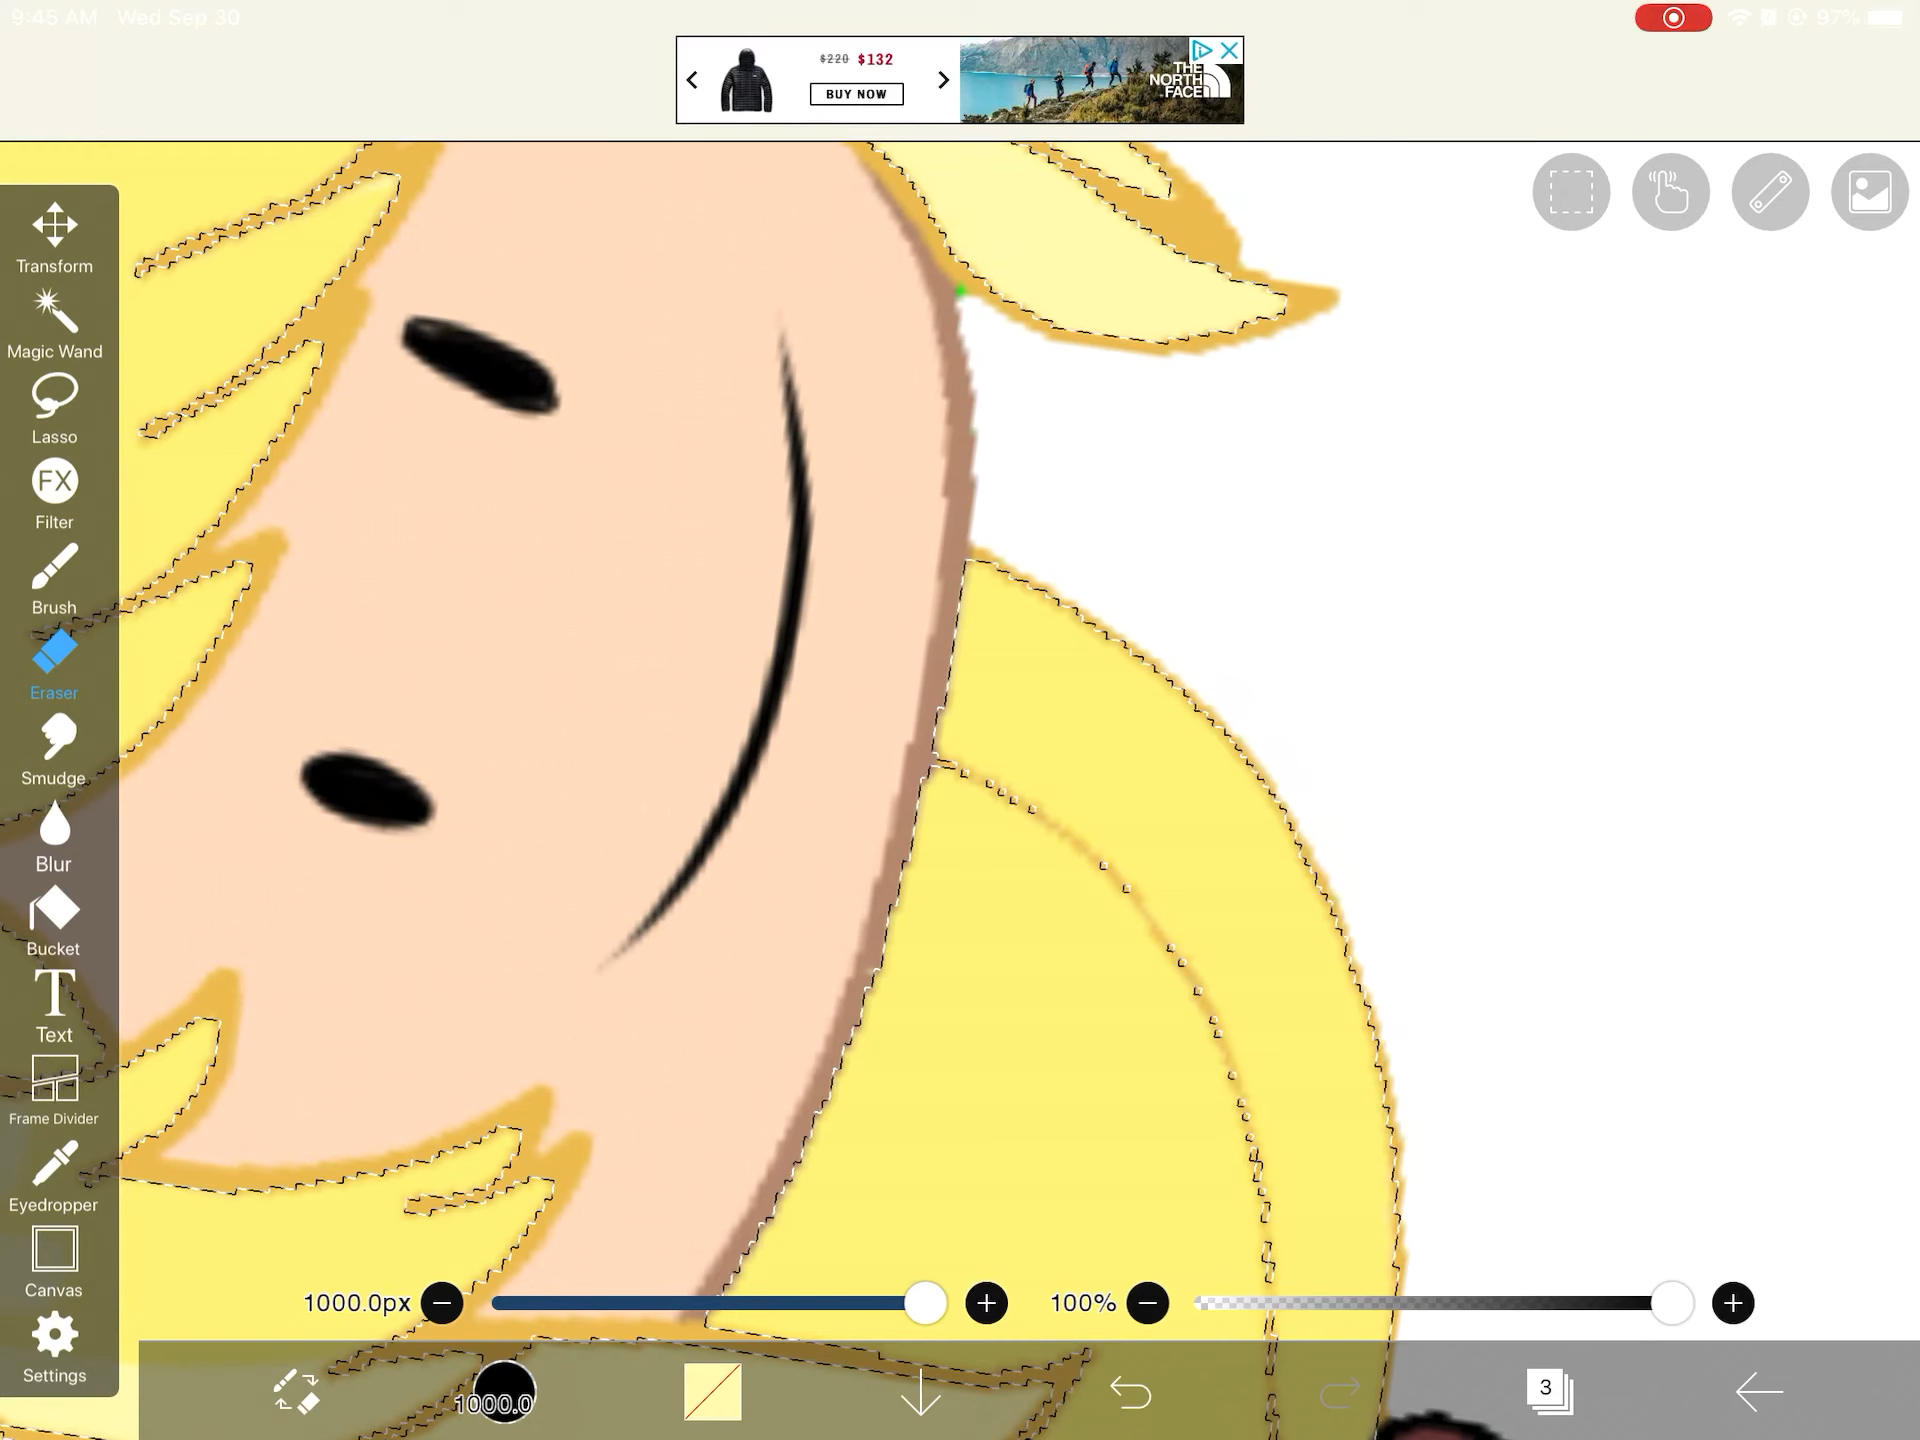 9:45 AM Wed Sep 30
97%
$220 $132
BUY NOW
THE
NORTH
FACE
Transform
Magic Wand
Lasso
FX
Filter
Brush
Eraser
Smudge
Blur
Bucket
T
Text
Frame Divider
Eyedropper
Canvas
Settings
1000.0px
100%
1000.0
3